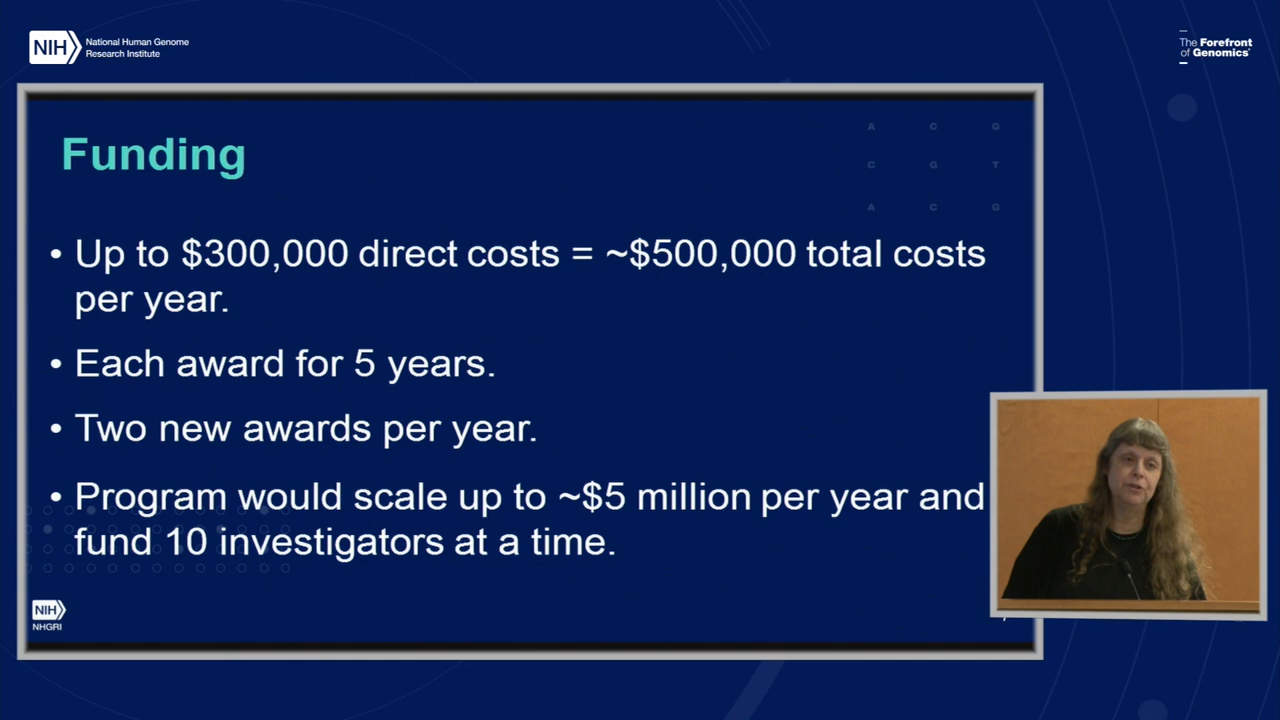 NIH National Human Genome
Research Institute
The Forefront
of Genomics®
Funding
A C G
C G T
A C G
• Up to $300,000 direct costs = ~$500,000 total costs
per year.
• Each award for 5 years.
• Two new awards per year.
• Program would scale up to ~$5 million per year and
fund 10 investigators at a time.
NIH
NHGRI